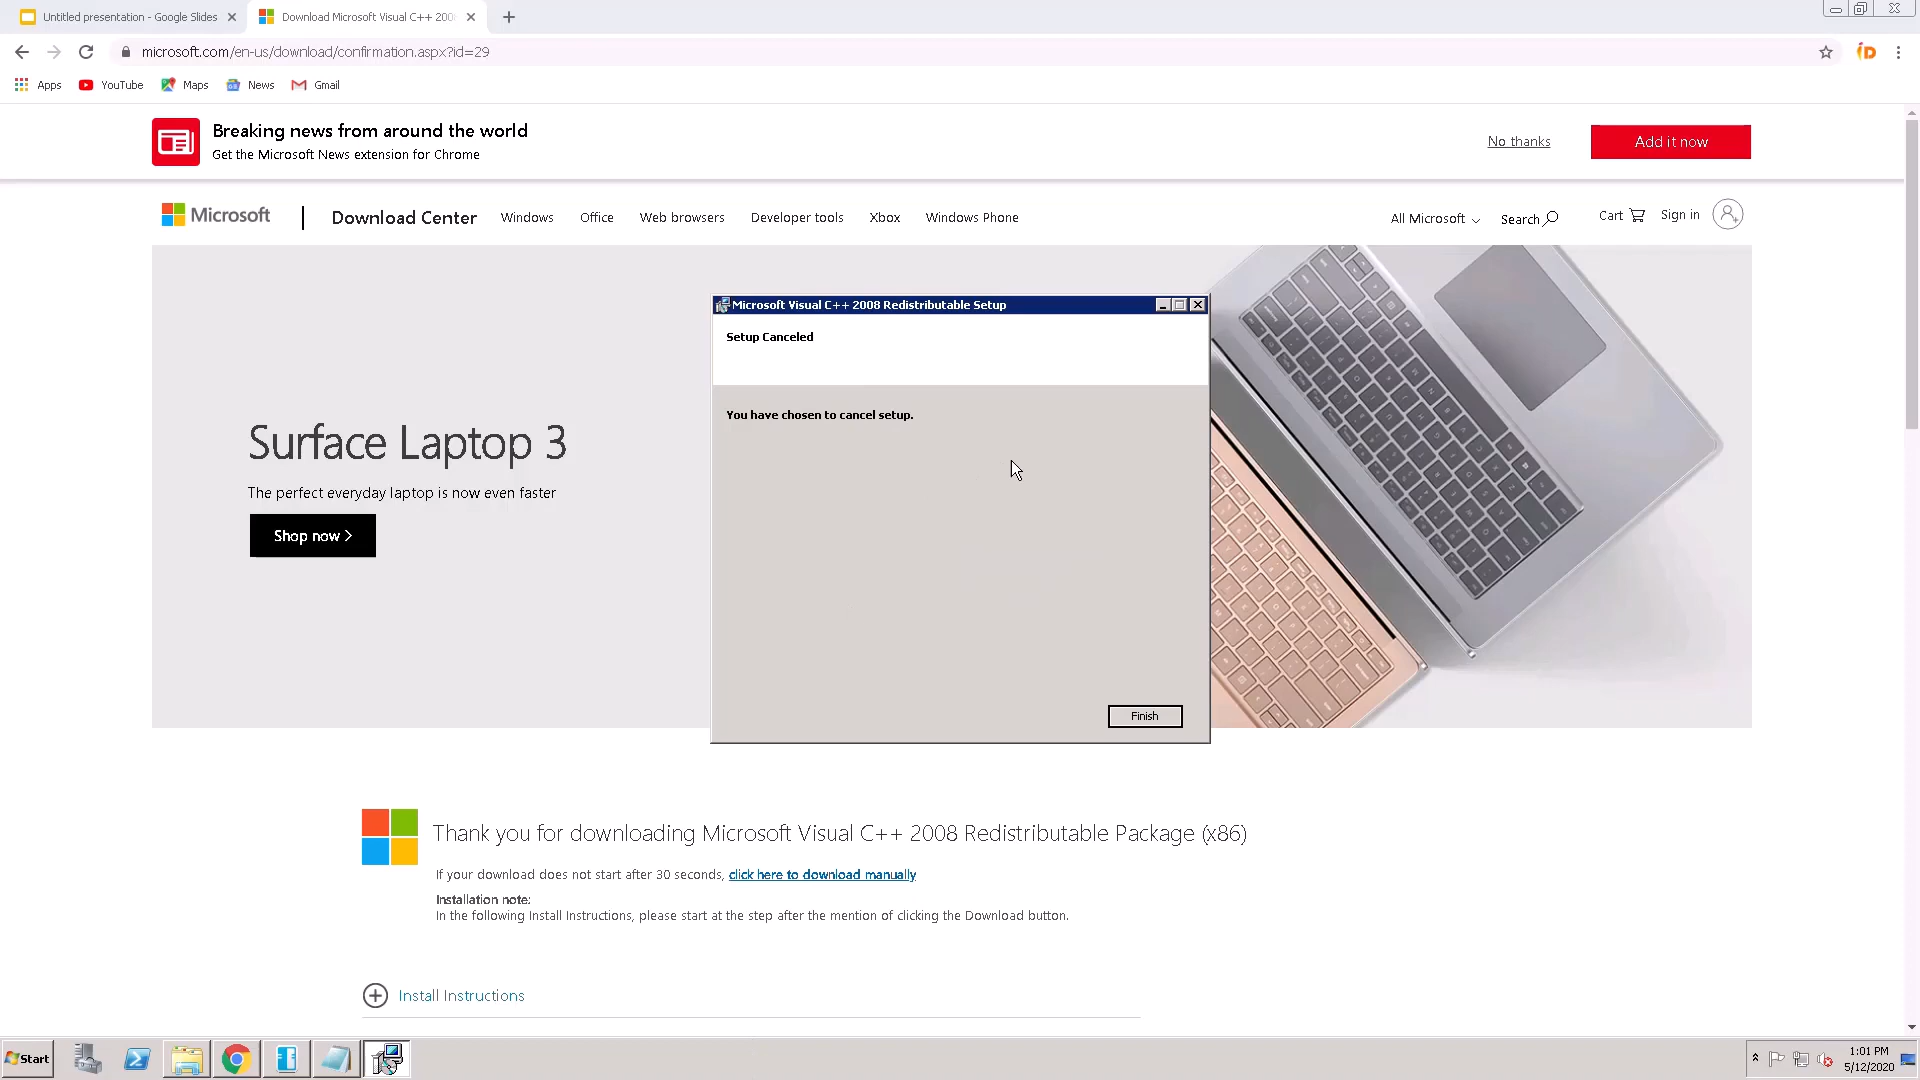 Untitled presentation - Google Slides
Download Microsoft Visual C++ 200
microsoft.com/en-us/download/confirmation.aspx?id=29
Apps
YouTube
Maps
News
Gmail
Breaking news from around the world
Get the Microsoft News extension for Chrome
No thanks
Add it now
Microsoft
Download Center
Windows
Office
Web browsers
Developer tools
Xbox
Windows Phone
All Microsoft
Search
Cart
Sign in
Microsoft Visual C++ 2008 Redistributable Setup
Setup Canceled
You have chosen to cancel setup.
Finish
Surface Laptop 3
The perfect everyday laptop is now even faster
Shop now >
Thank you for downloading Microsoft Visual C++ 2008 Redistributable Package (x86)
If your download does not start after 30 seconds, click here to download manually
Installation note:
In the following Install Instructions, please start at the step after the mention of clicking the Download button.
Install Instructions
Start
1:01 PM
5/12/2020